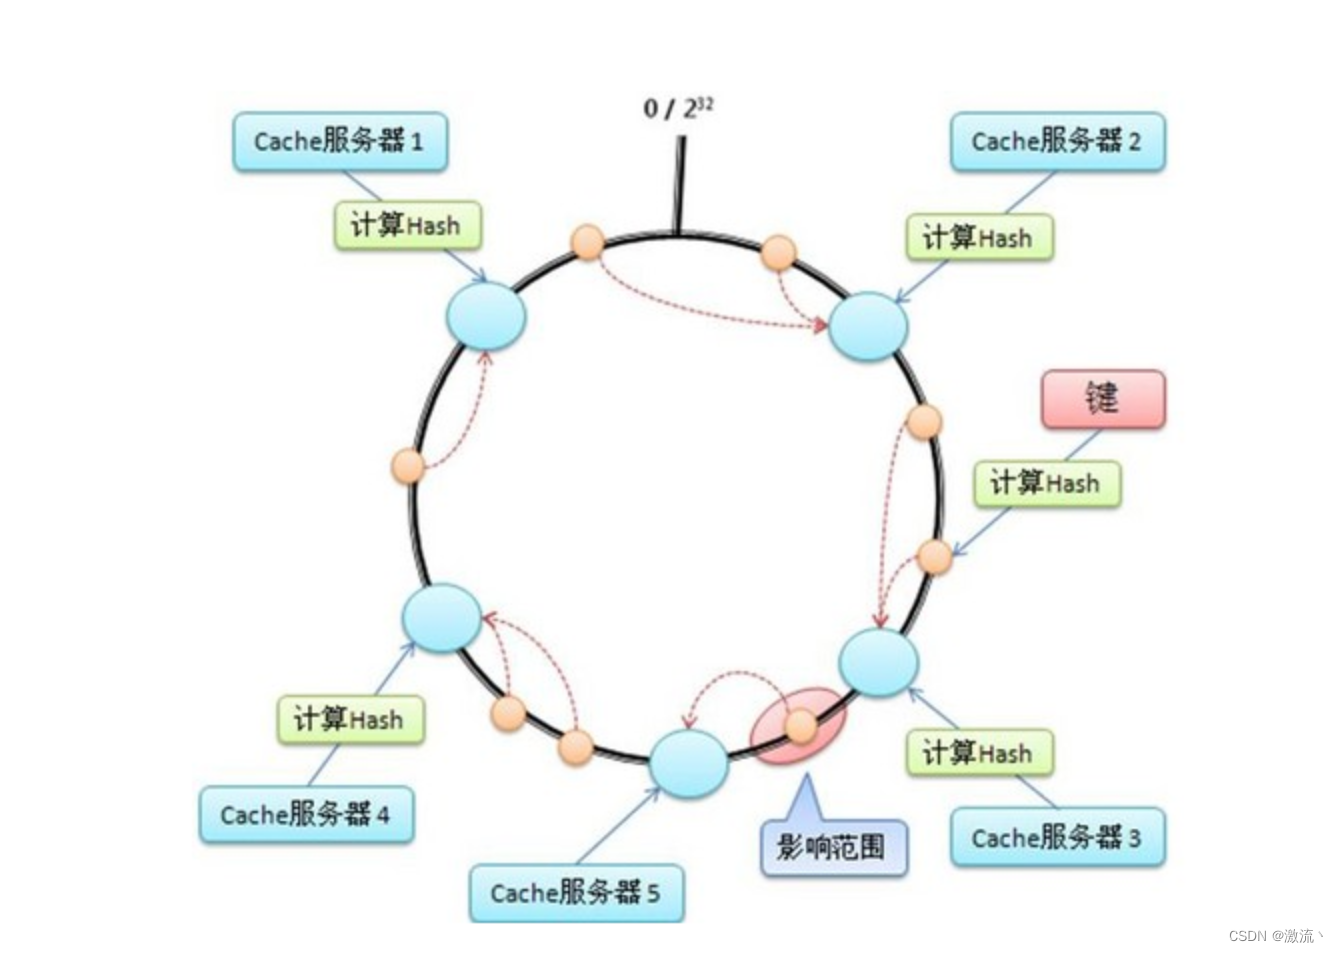 0 / 2³²
Cache服务器 1
Cache服务器 2
计算Hash
计算Hash
键
计算Hash
计算Hash
计算Hash
Cache服务器 4
影响范围
Cache服务器 3
Cache服务器 5
CSDN @激流丶